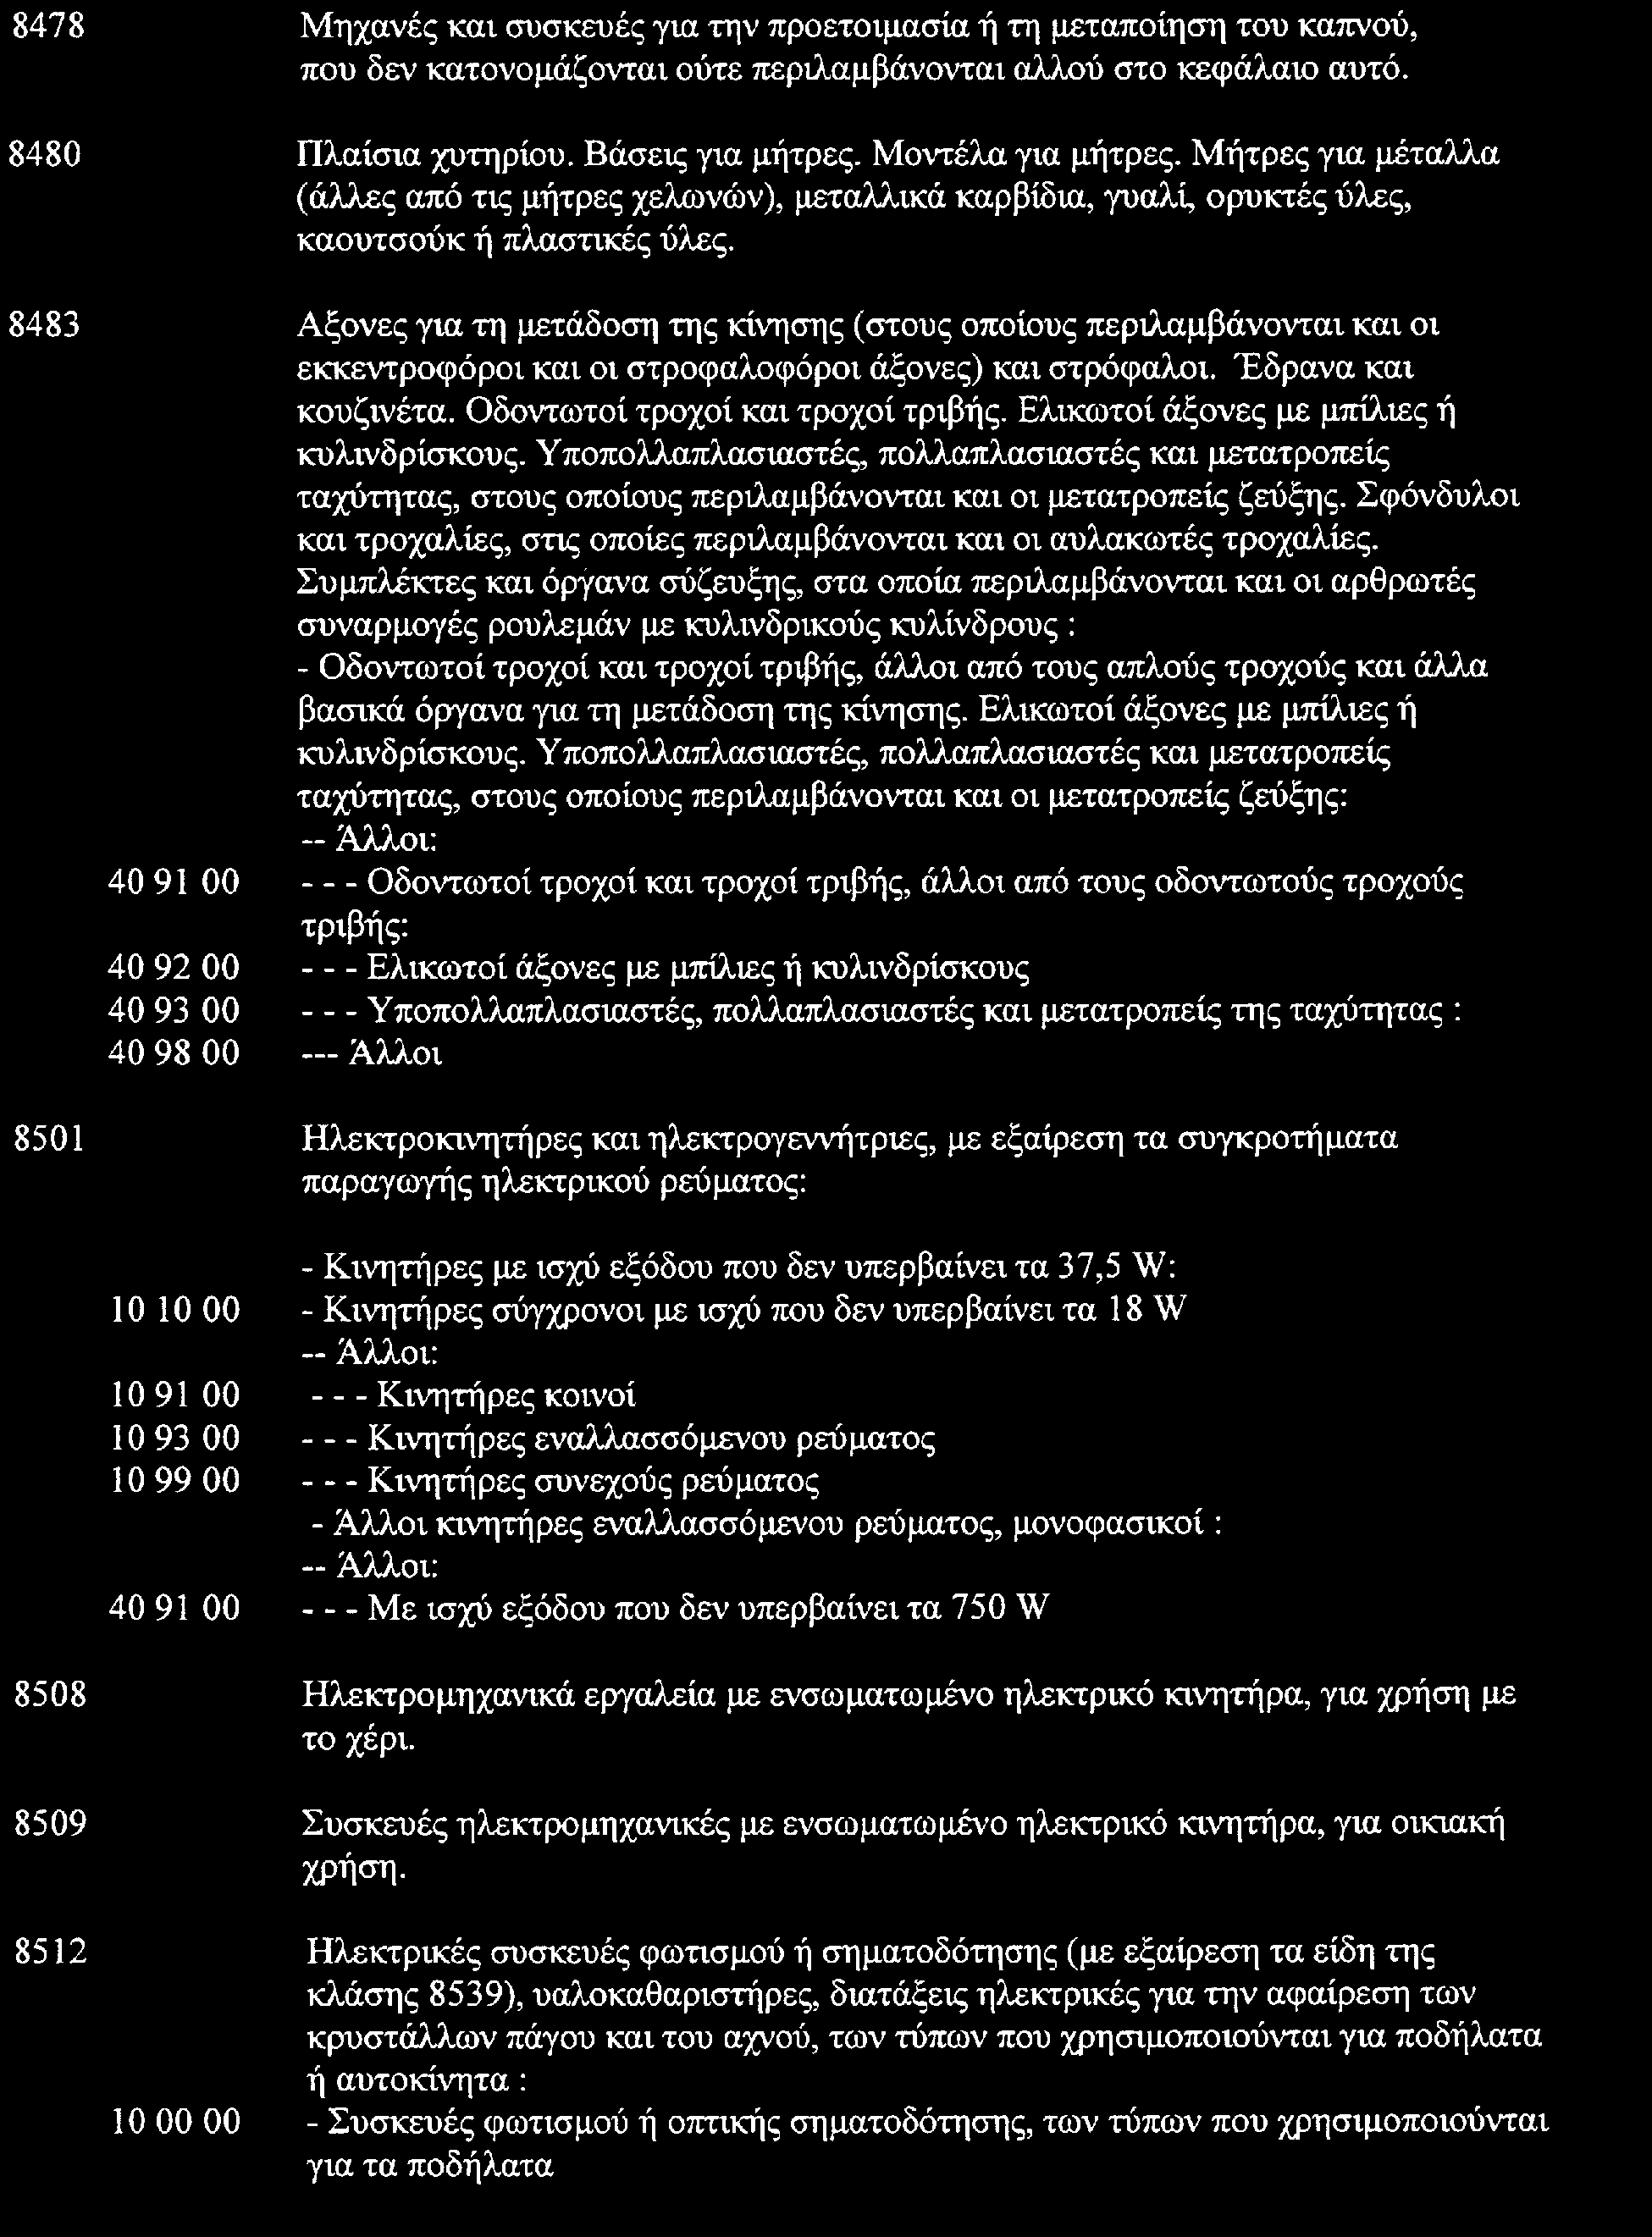 8478 Μηχανές και συσκευές για την προετοιμασία ή τη μεταποίηση του καπνού,
που δεν κατονομάζονται ούτε περιλαμβάνονται αλλού στο κεφάλαιο αυτό.
8480 Πλαίσια χυτηρίου. Βάσεις για μήτρες. Μοντέλα για μήτρες. Μήτρες για μέταλλα
(άλλες από τις μήτρες χελωνών), μεταλλικά καρβίδια, γυαλί, ορυκτές ύλες,
καουτσούκ ή πλαστικές ύλες.
8483 Αξονες για τη μετάδοση της κίνησης (στους οποίους περιλαμβάνονται και οι
εκκεντροφόροι και οι στροφαλοφόροι άξονες) και στρόφαλοι. Έδρανα και
κουζινέτα. Οδοντωτοί τροχοί και τροχοί τριβής. Ελικωτοί άξονες με μπίλιες ή
κυλινδρίσκους. Υποπολλαπλασιαστές, πολλαπλασιαστές και μετατροπείς
ταχύτητας, στους οποίους περιλαμβάνονται και οι μετατροπείς ζεύξης. Σφόνδυλοι
και τροχαλίες, στις οποίες περιλαμβάνονται και οι αυλακωτές τροχαλίες.
Συμπλέκτες και όργανα σύζευξης, στα οποία περιλαμβάνονται και οι αρθρωτές
συναρμογές ρουλεμάν με κυλινδρικούς κυλίνδρους :
- Οδοντωτοί τροχοί και τροχοί τριβής, άλλοι από τους απλούς τροχούς και άλλα
βασικά όργανα για τη μετάδοση της κίνησης. Ελικωτοί άξονες με μπίλιες ή
κυλινδρίσκους. Υποπολλαπλασιαστές, πολλαπλασιαστές και μετατροπείς
ταχύτητας, στους οποίους περιλαμβάνονται και οι μετατροπείς ζεύξης:
-- Άλλοι:
40 91 00 - - - Οδοντωτοί τροχοί και τροχοί τριβής, άλλοι από τους οδοντωτούς τροχούς
τριβής:
40 92 00 - - - Ελικωτοί άξονες με μπίλιες ή κυλινδρίσκους
40 93 00 - - - Υποπολλαπλασιαστές, πολλαπλασιαστές και μετατροπείς της ταχύτητας :
40 98 00 --- Άλλοι
8501 Ηλεκτροκινητήρες και ηλεκτρογεννήτριες, με εξαίρεση τα συγκροτήματα
παραγωγής ηλεκτρικού ρεύματος:
- Κινητήρες με ισχύ εξόδου που δεν υπερβαίνει τα 37,5 W:
10 10 00 - Κινητήρες σύγχρονοι με ισχύ που δεν υπερβαίνει τα 18 W
-- Άλλοι:
10 91 00 - - - Κινητήρες κοινοί
10 93 00 - - - Κινητήρες εναλλασσόμενου ρεύματος
10 99 00 - - - Κινητήρες συνεχούς ρεύματος
- Άλλοι κινητήρες εναλλασσόμενου ρεύματος, μονοφασικοί :
-- Άλλοι:
40 91 00 - - - Με ισχύ εξόδου που δεν υπερβαίνει τα 750 W
8508 Ηλεκτρομηχανικά εργαλεία με ενσωματωμένο ηλεκτρικό κινητήρα, για χρήση με
το χέρι.
8509 Συσκευές ηλεκτρομηχανικές με ενσωματωμένο ηλεκτρικό κινητήρα, για οικιακή
χρήση.
8512 Ηλεκτρικές συσκευές φωτισμού ή σηματοδότησης (με εξαίρεση τα είδη της
κλάσης 8539), υαλοκαθαριστήρες, διατάξεις ηλεκτρικές για την αφαίρεση των
κρυστάλλων πάγου και του αχνού, των τύπων που χρησιμοποιούνται για ποδήλατα
ή αυτοκίνητα :
10 00 00 - Συσκευές φωτισμού ή οπτικής σηματοδότησης, των τύπων που χρησιμοποιούνται
για τα ποδήλατα